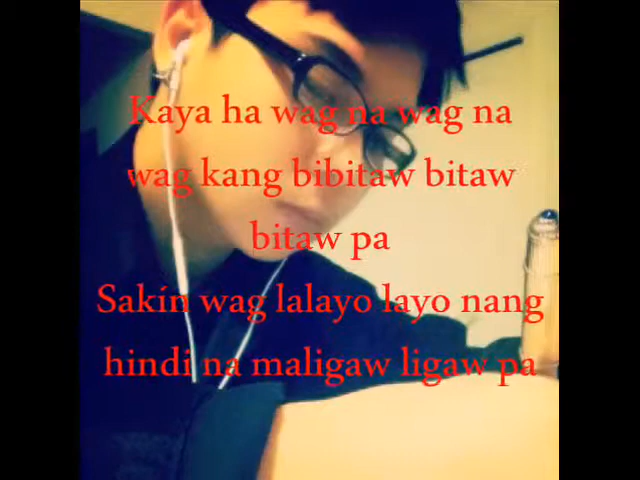 Kaya ha wag na wag na
wag kang bibitaw bitaw
bitaw pa
Sakin wag lalayo layo nang
hindi na maligaw ligaw pa